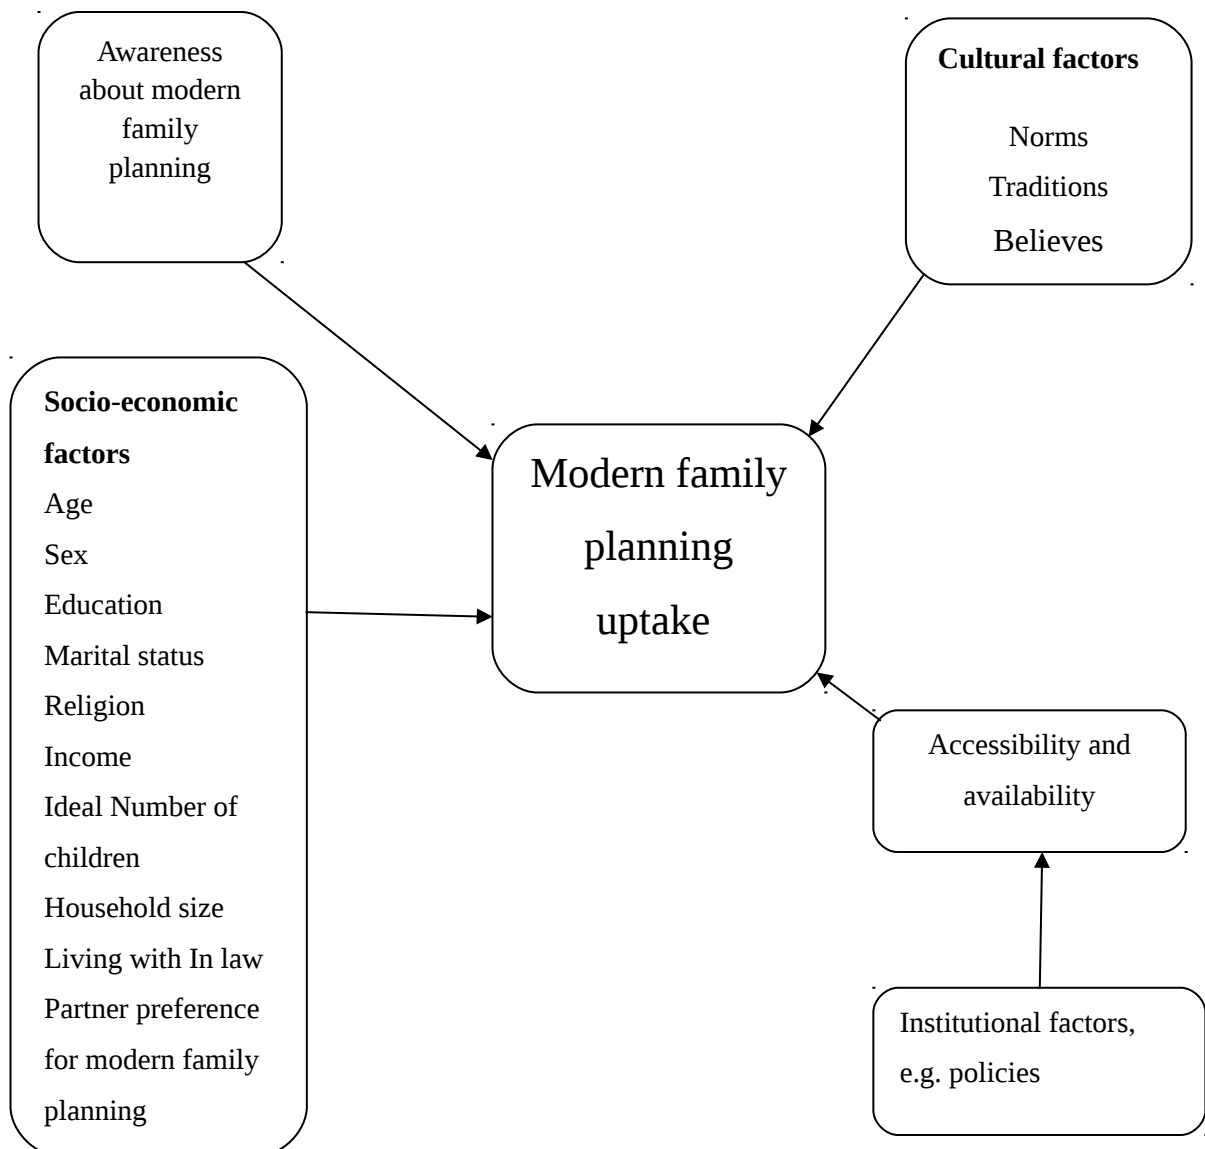 Awareness
about modern
family
planning
Cultural factors
Norms
Traditions
Believes
Socio-economic
factors
Age
Sex
Education
Marital status
Religion
Income
Ideal Number of
children
Household size
Living with In law
Partner preference
for modern family
planning
Modern family
planning
uptake
Accessibility and
availability
Institutional factors,
e.g. policies